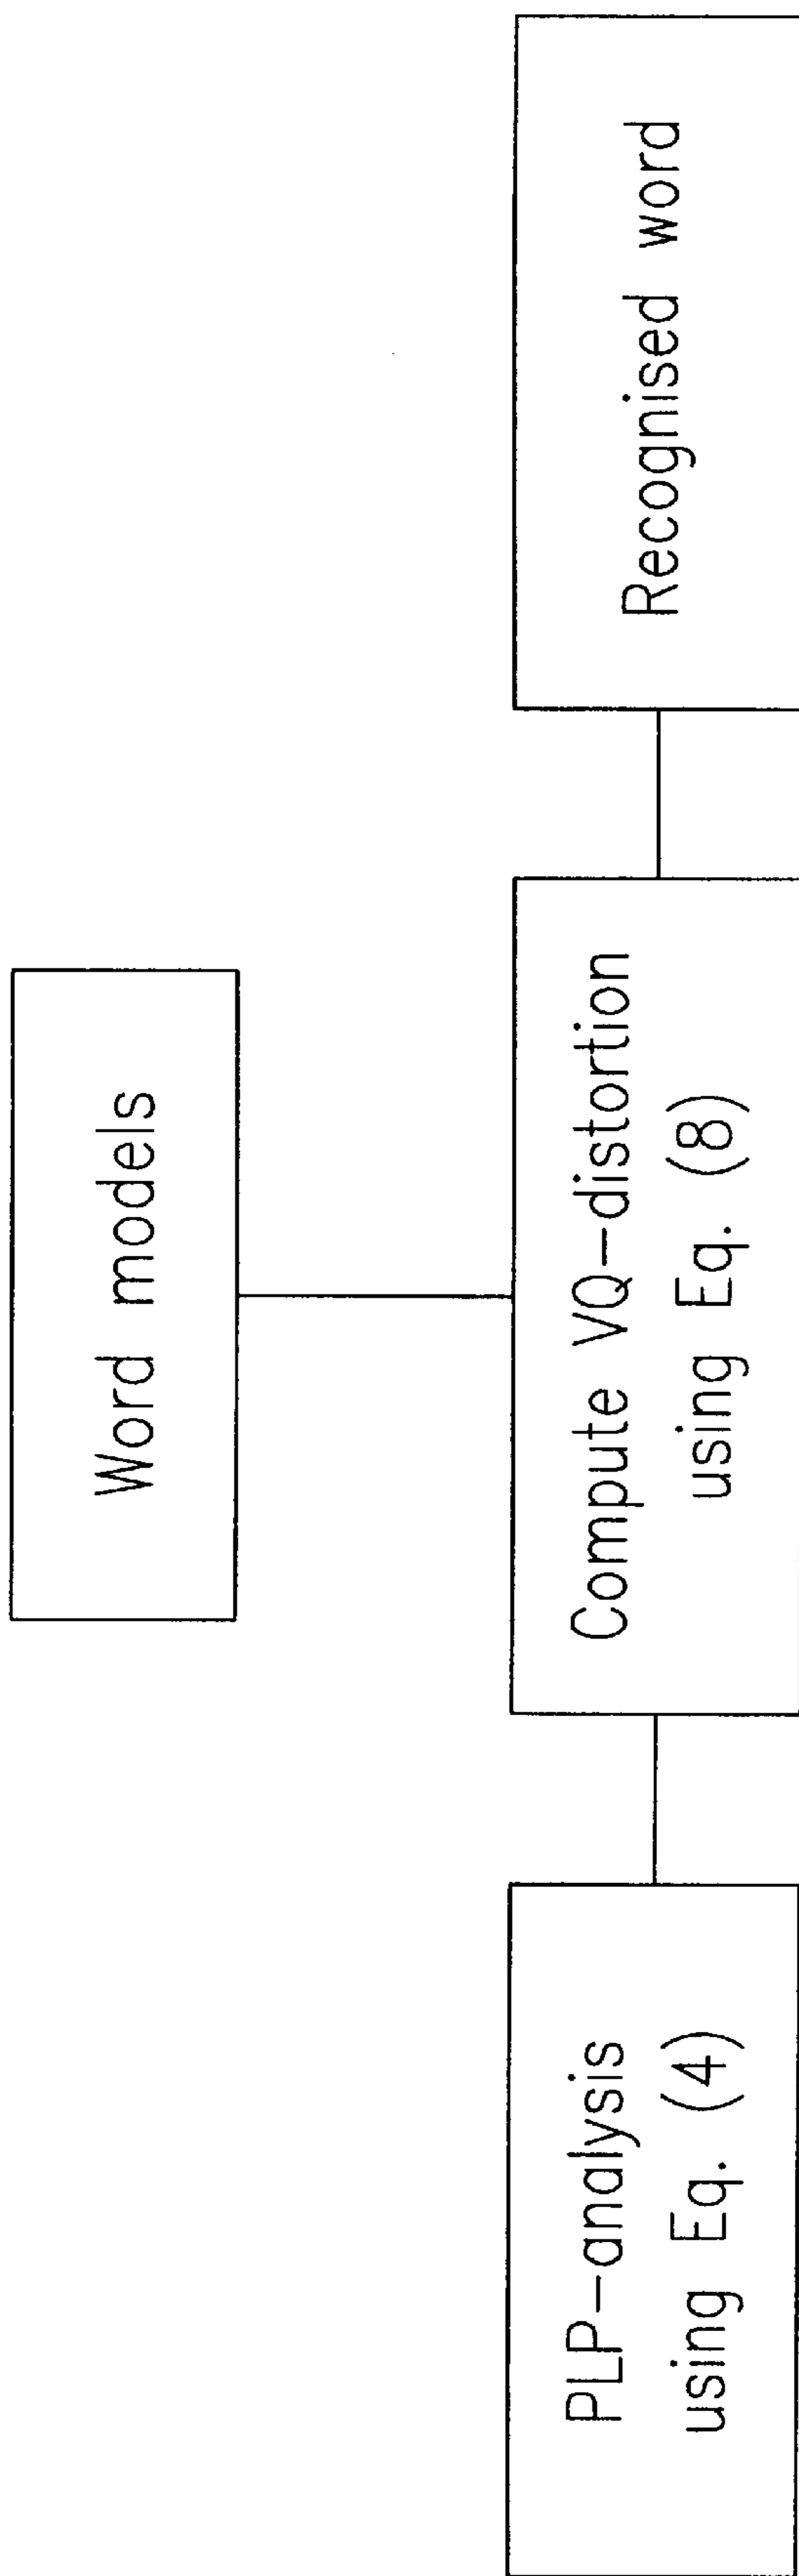 Word models
PLP-analysis
using Eq. (4)
Compute VQ-distortion
using Eq. (8)
Recognised word